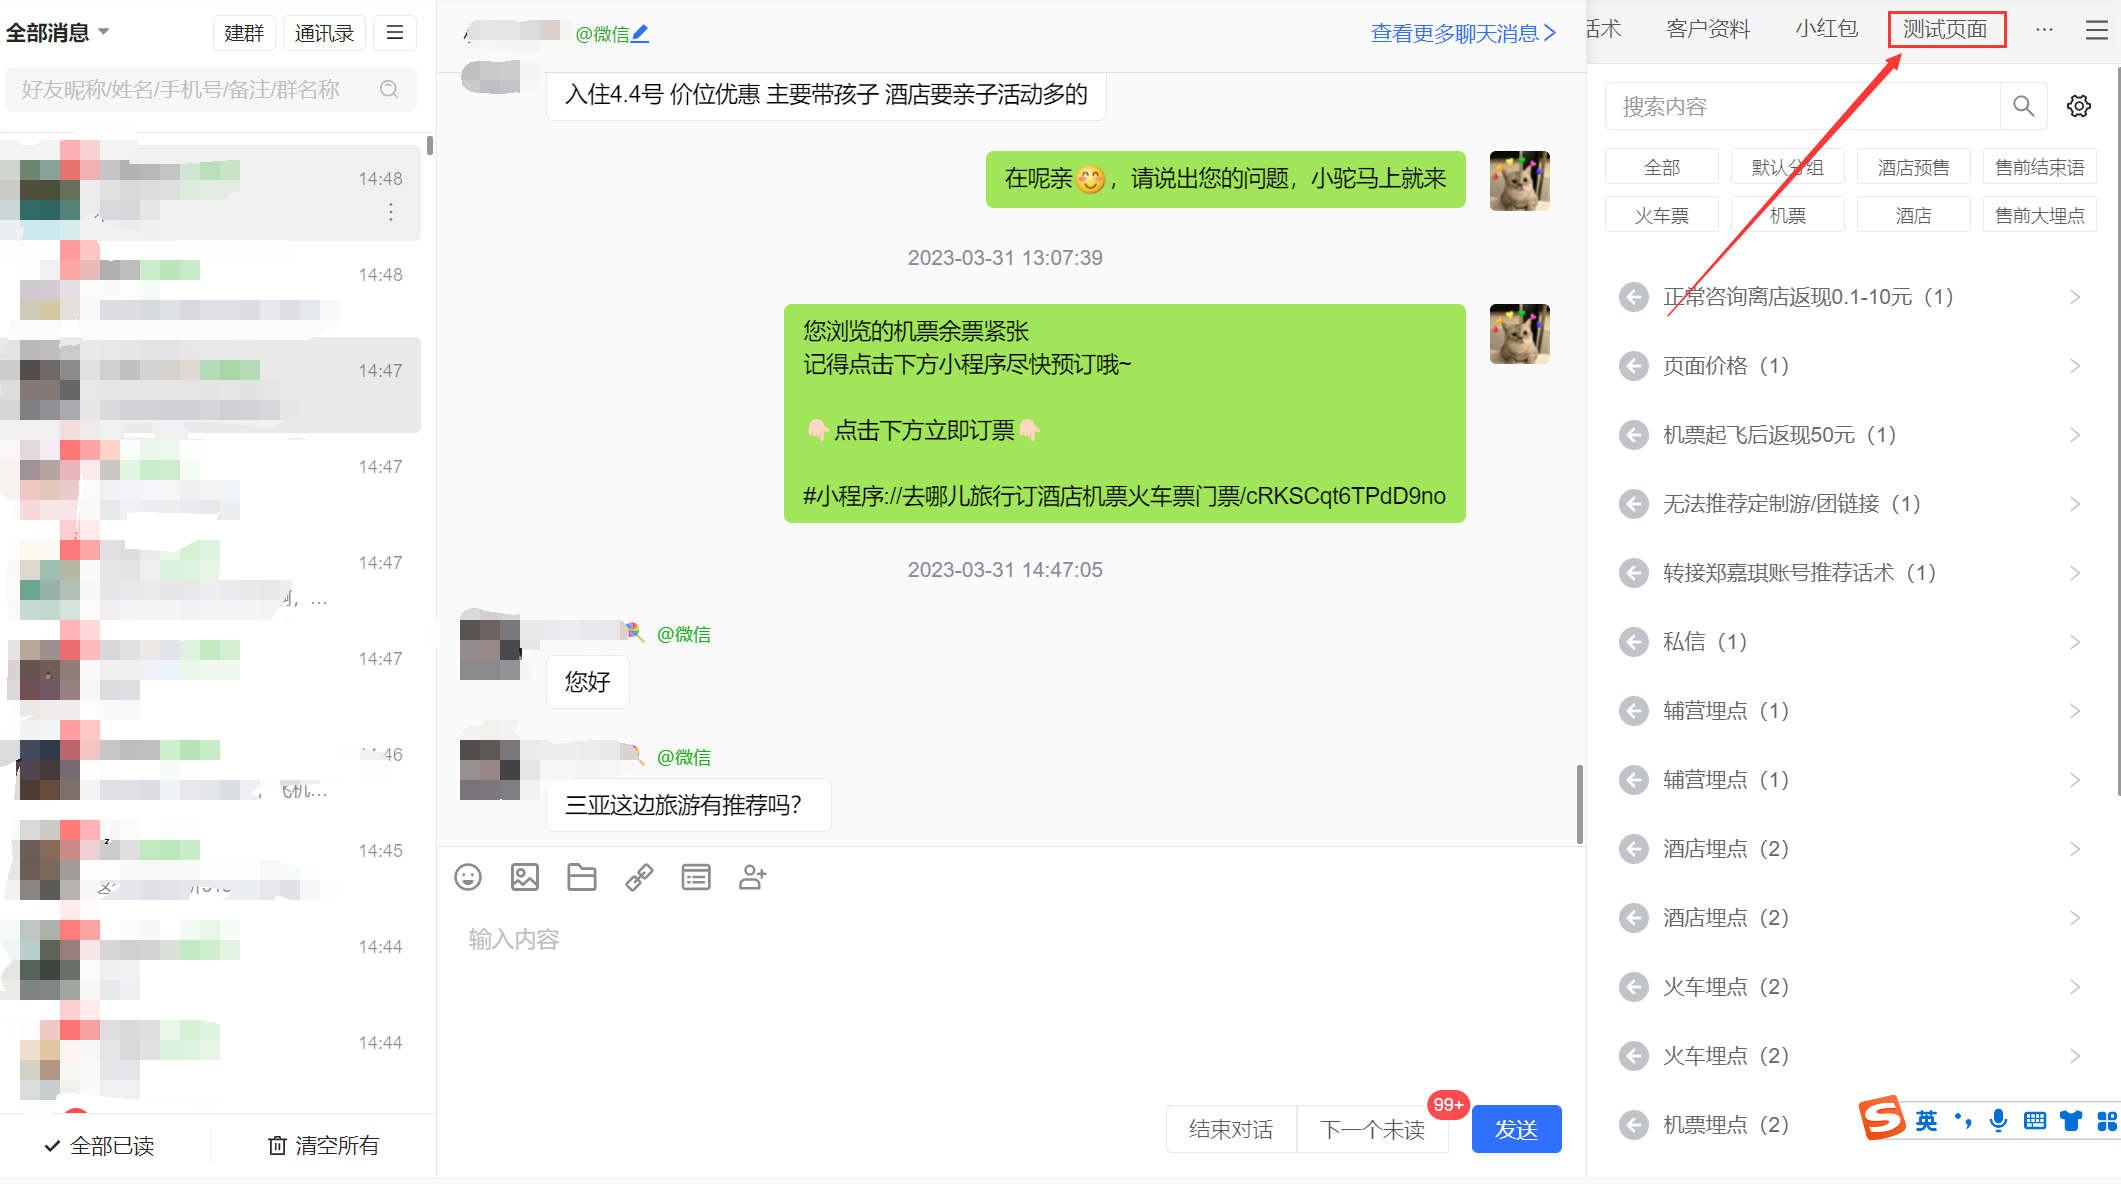 全部消息
建群
通讯录
好友昵称/姓名/手机号/备注/群名称
14:48
14:48
14:47
14:47
14:47
14:47
14:45
14:44
14:44
全部已读
清空所有
@微信
查看更多聊天消息
入住4.4号 价位优惠 主要带孩子 酒店要亲子活动多的
在呢亲😊，请说出您的问题，小驼马上就来
2023-03-31 13:07:39
您浏览的机票余票紧张
记得点击下方小程序尽快预订哦~
👇点击下方立即订票👇
#小程序://去哪儿旅行订酒店机票火车票门票/cRKSCqt6TPdD9no
2023-03-31 14:47:05
@微信
您好
@微信
三亚这边旅游有推荐吗？
输入内容
结束对话
下一个未读
99+
发送
话术
客户资料
小红包
测试页面
···
搜索内容
全部
默认分组
酒店预售
售前结束语
火车票
机票
酒店
售前大埋点
正常咨询离店返现0.1-10元（1）
页面价格（1）
机票起飞后返现50元（1）
无法推荐定制游/团链接（1）
转接郑嘉琪账号推荐话术（1）
私信（1）
辅营埋点（1）
辅营埋点（1）
酒店埋点（2）
酒店埋点（2）
火车埋点（2）
火车埋点（2）
机票埋点（2）
英